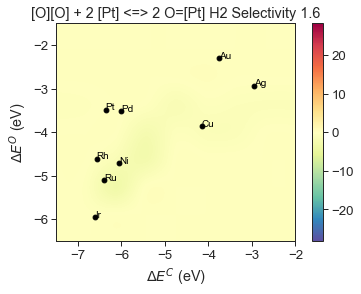 [O][O] + 2 [Pt] <=> 2 O=[Pt] H2 Selectivity 1.6
−2
−3
−4
−5
−6
ΔE^O (eV)
Au
Ag
Cu
Pt
Pd
Rh
Ni
Ru
Ir
−7
−6
−5
−4
−3
−2
ΔE^C (eV)
20
10
0
−10
−20